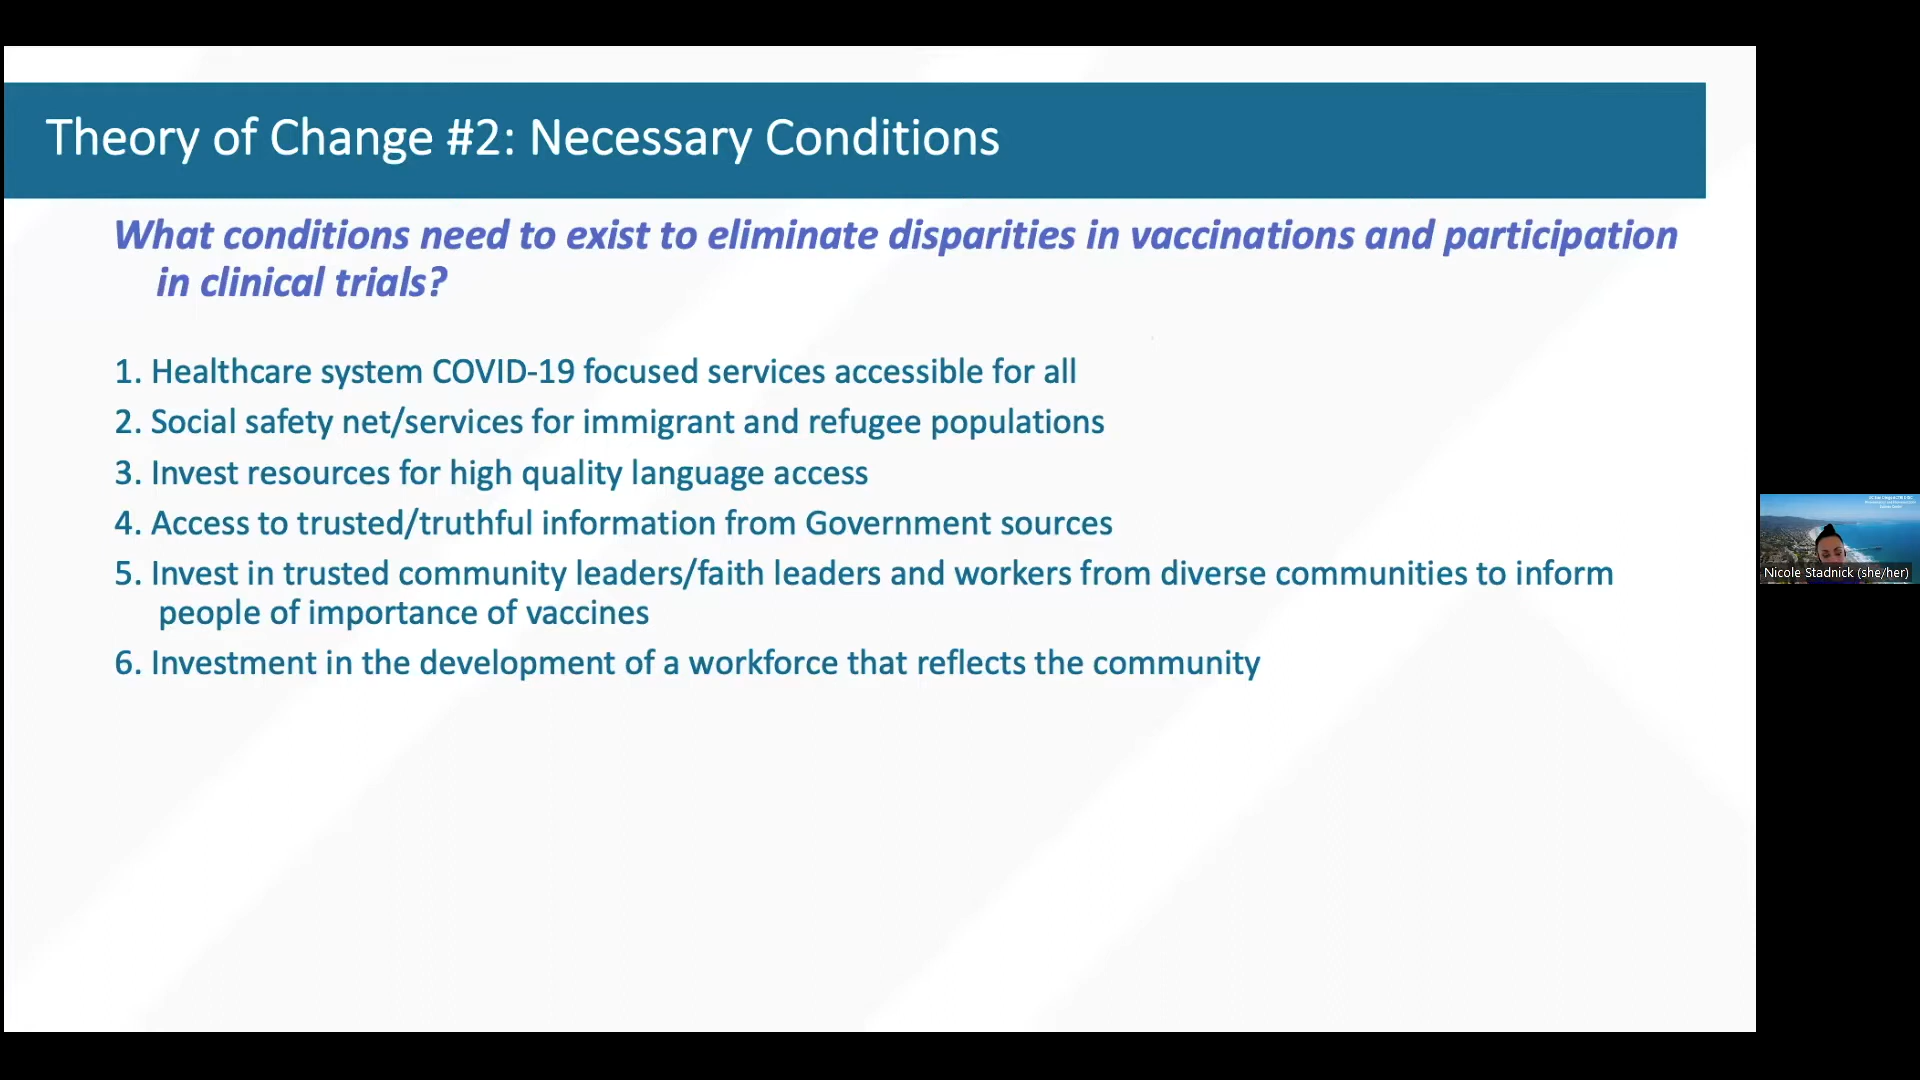 Theory of Change #2: Necessary Conditions
What conditions need to exist to eliminate disparities in vaccinations and participation
in clinical trials?
1. Healthcare system COVID-19 focused services accessible for all
2. Social safety net/services for immigrant and refugee populations
3. Invest resources for high quality language access
4. Access to trusted/truthful information from Government sources
5. Invest in trusted community leaders/faith leaders and workers from diverse communities to inform
people of importance of vaccines
6. Investment in the development of a workforce that reflects the community
Nicole Stadnick (she/her)